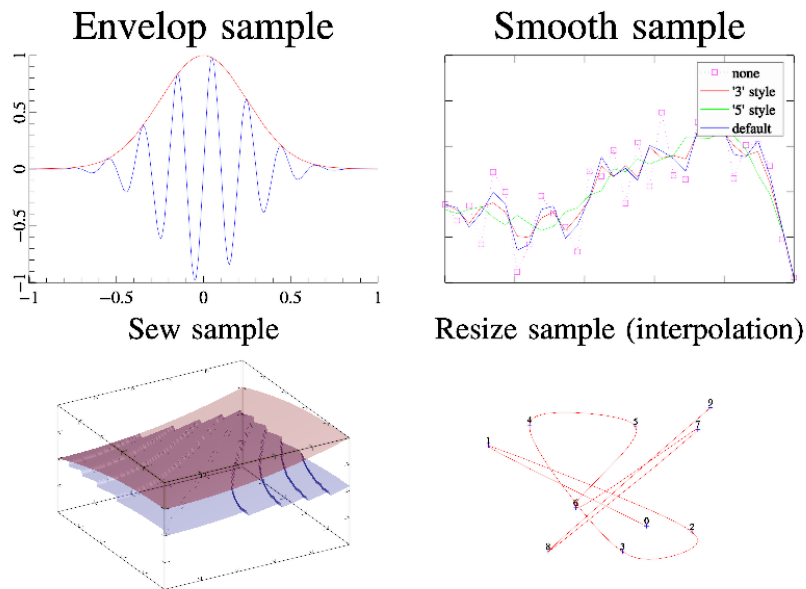 Envelop sample
1
0.5
0
−0.5
−1
−1
−0.5
0
0.5
1
Smooth sample
none
'3' style
'5' style
default
Sew sample
Resize sample (interpolation)
9
4
5
7
1
6
0
2
8
3